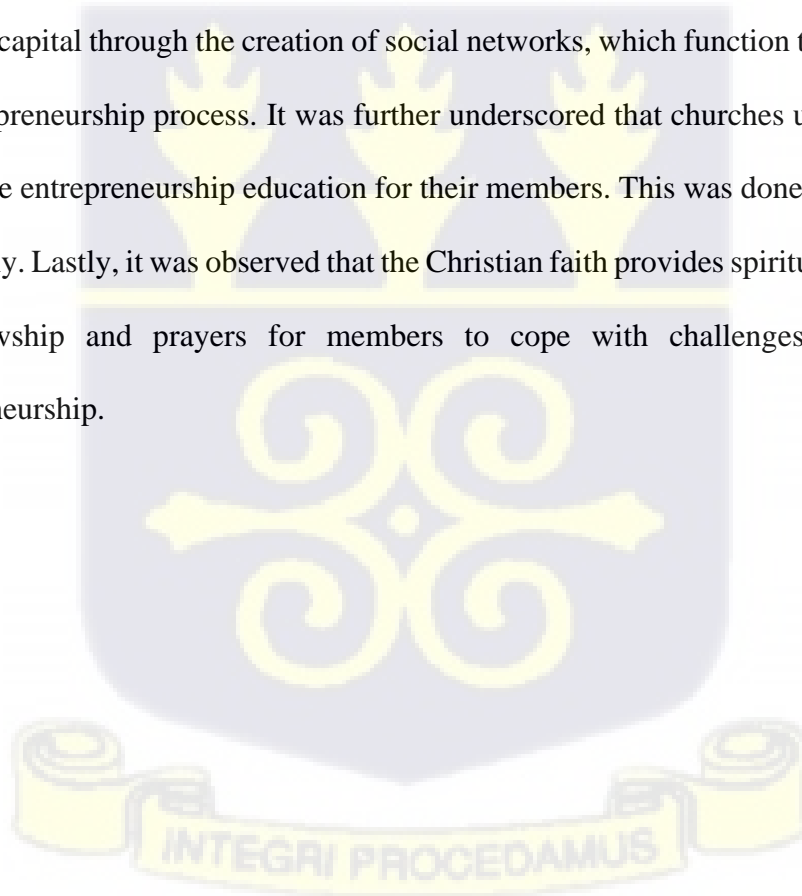 capital through the creation of social networks, which function
preneurship process. It was further underscored that churches
e entrepreneurship education for their members. This was done
y. Lastly, it was observed that the Christian faith provides
wship and prayers for members to cope with challenges
neurship.
INTEGRI PROCEDAMUS